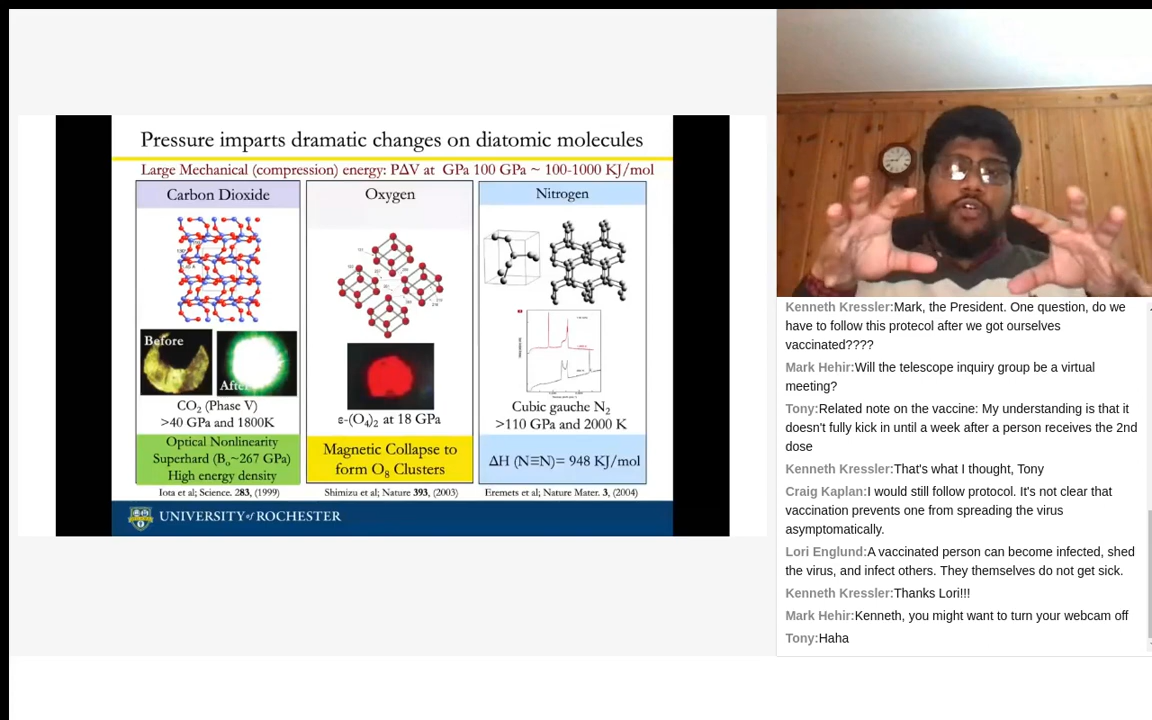 Pressure imparts dramatic changes on diatomic molecules
Large Mechanical (compression) energy: PΔV at  GPa 100 GPa ~ 100-1000 KJ/mol
Carbon Dioxide
Before
After
CO2 (Phase V)
>40 GPa and 1800K
Optical Nonlinearity
Superhard (Bo~267 GPa)
High energy density
Iota et al; Science. 283, (1999)
Oxygen
ε-(O4)2 at 18 GPa
Magnetic Collapse to
form O8 Clusters
Shimizu et al; Nature 393, (2003)
Nitrogen
Cubic gauche N2
>110 GPa and 2000 K
ΔH (N≡N)= 948 KJ/mol
Eremets et al; Nature Mater. 3, (2004)
UNIVERSITY of ROCHESTER
Kenneth Kressler:Mark, the President. One question, do we
have to follow this protecol after we got ourselves
vaccinated????
Mark Hehir:Will the telescope inquiry group be a virtual
meeting?
Tony:Related note on the vaccine: My understanding is that it
doesn't fully kick in until a week after a person receives the 2nd
dose
Kenneth Kressler:That's what I thought, Tony
Craig Kaplan:I would still follow protocol. It's not clear that
vaccination prevents one from spreading the virus
asymptomatically.
Lori Englund:A vaccinated person can become infected, shed
the virus, and infect others. They themselves do not get sick.
Kenneth Kressler:Thanks Lori!!!
Mark Hehir:Kenneth, you might want to turn your webcam off
Tony:Haha